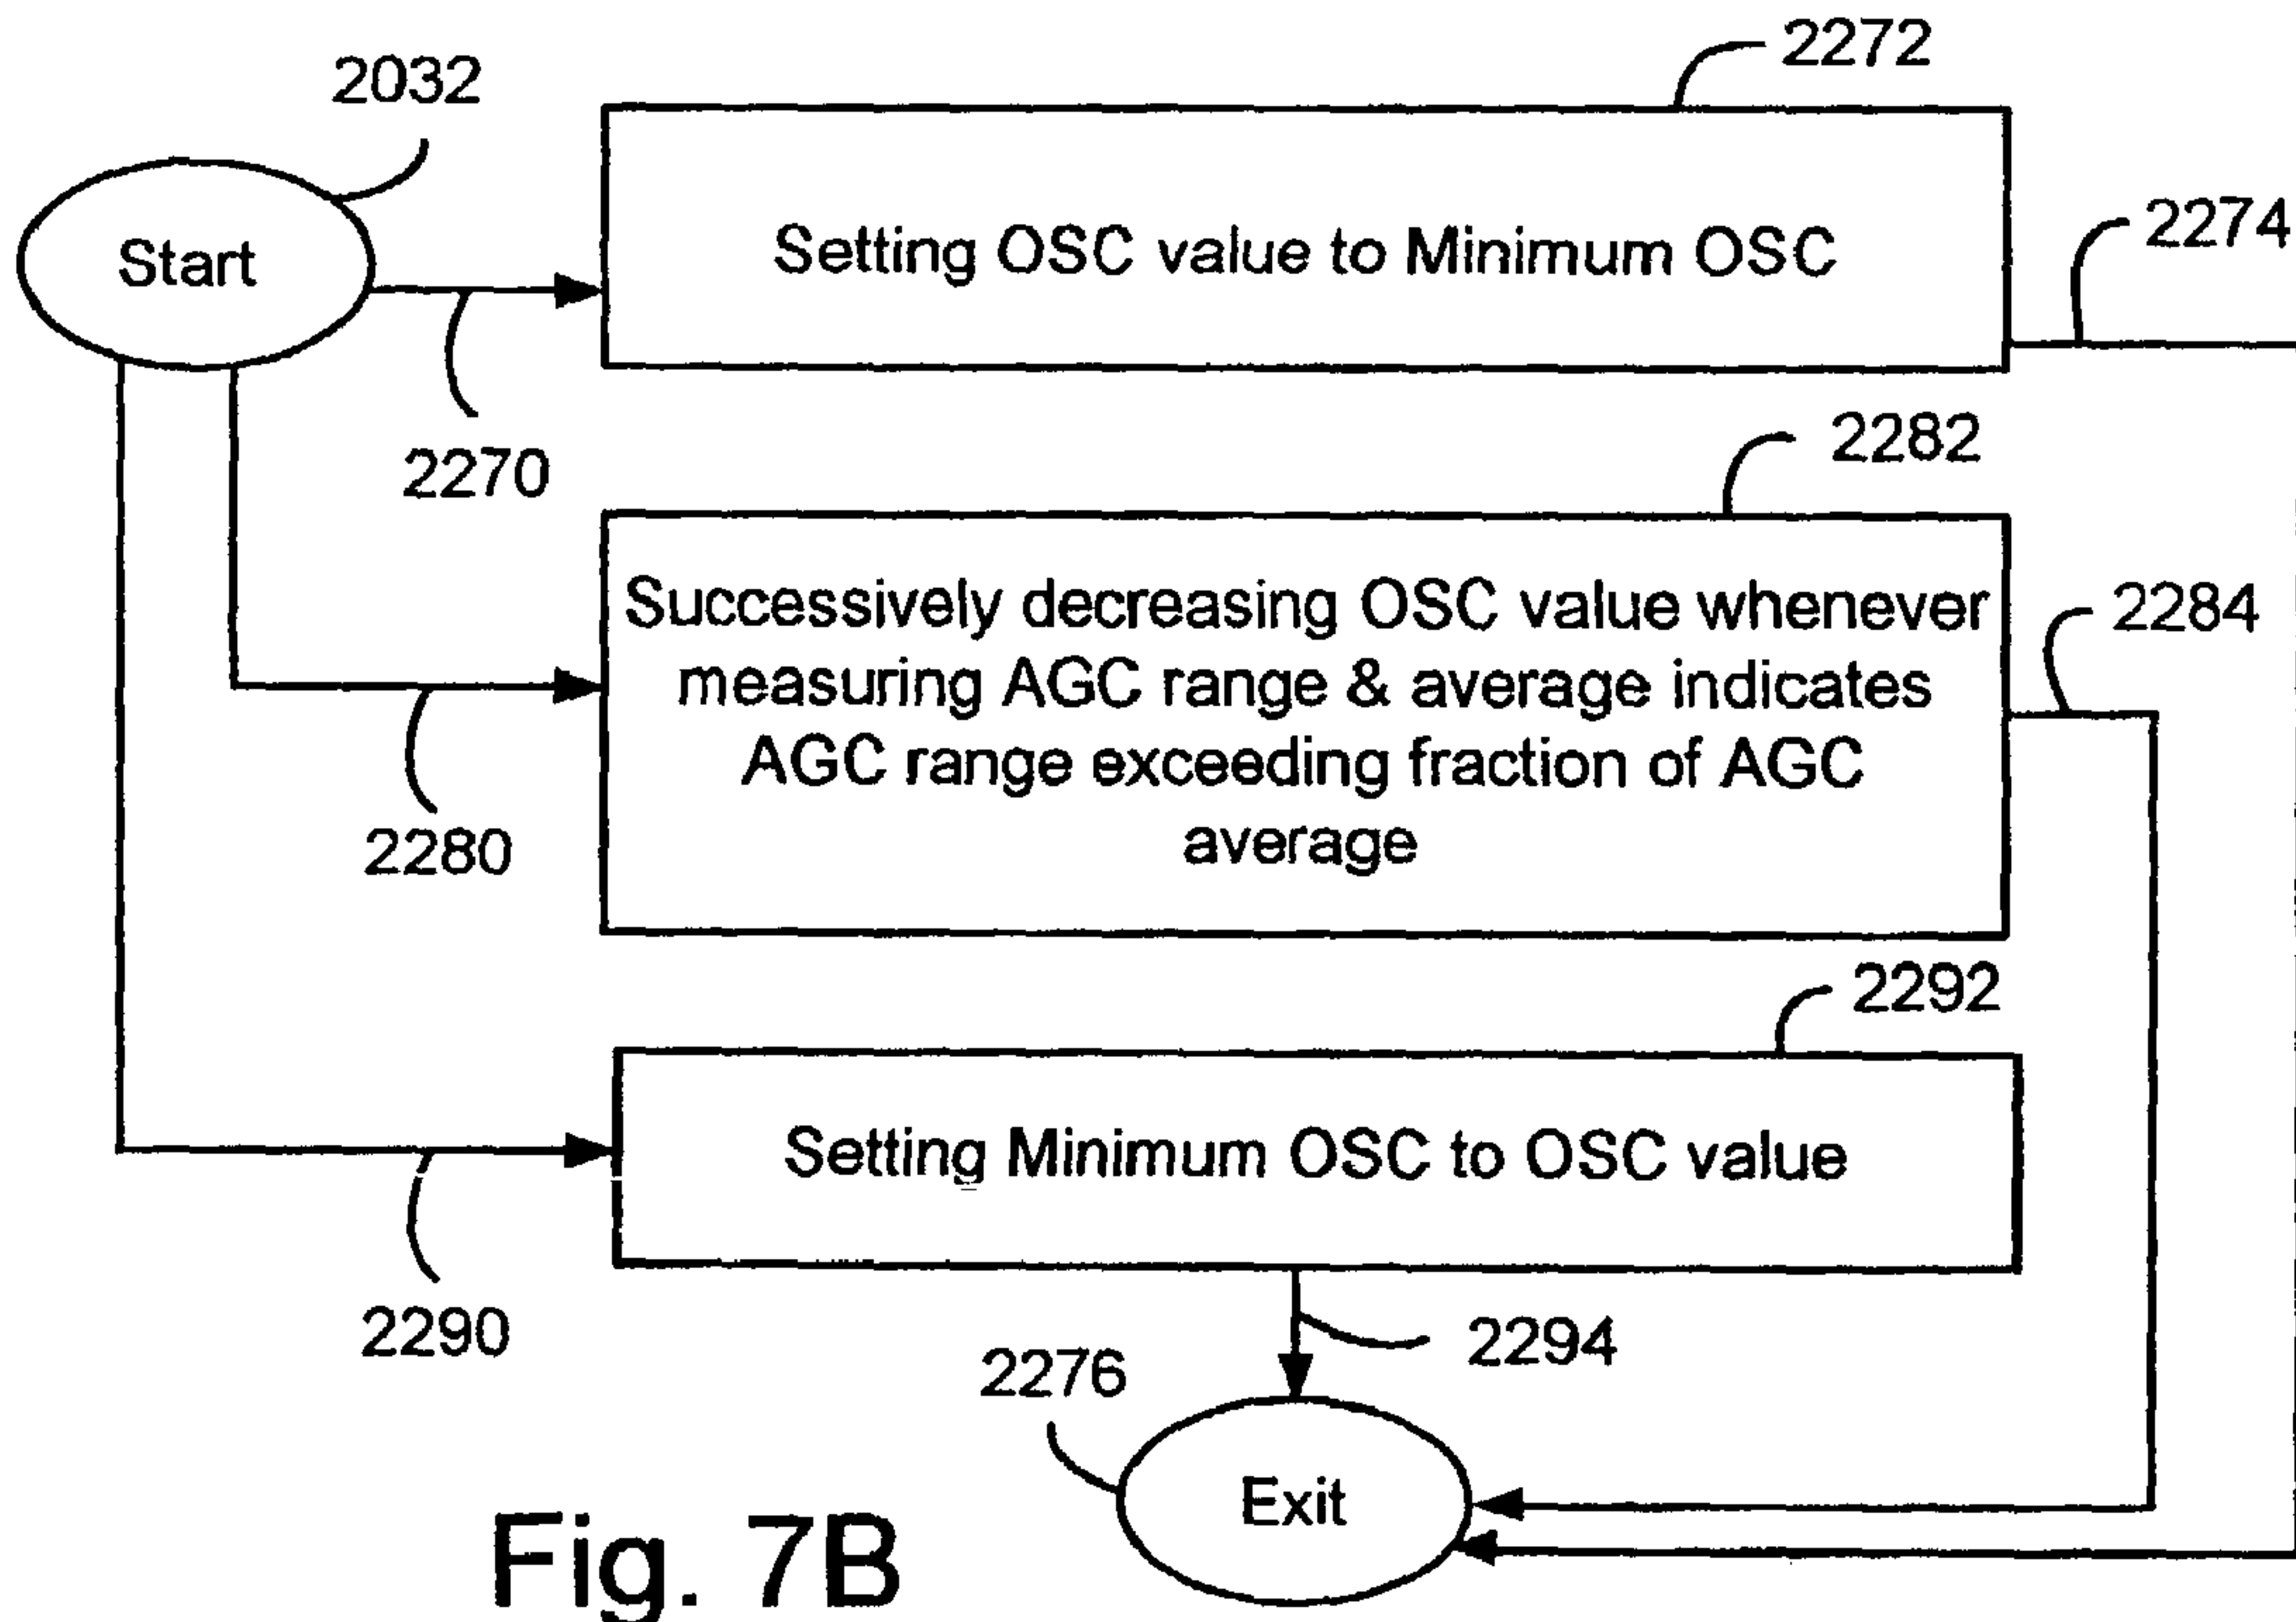 2272
2032
2274
Start
Setting OSC value to Minimum OSC
2270
2282
Successively decreasing OSC value whenever
measuring AGC range & average indicates
AGC range exceeding fraction of AGC
average
2284
2280
2292
Setting Minimum OSC to OSC value
2290
2294
2276
Exit
Fig. 7B